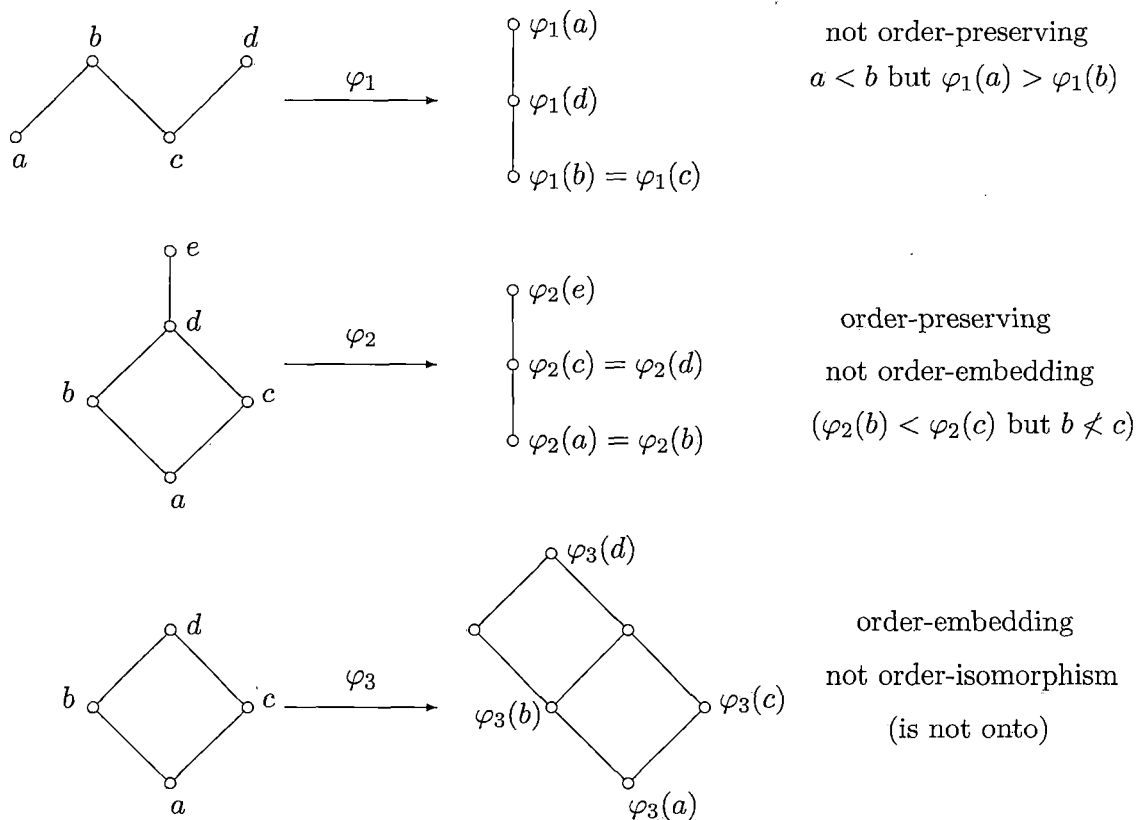 b
d
a
c
φ₁
φ₁(a)
φ₁(d)
φ₁(b) = φ₁(c)
not order-preserving
a < b but φ₁(a) > φ₁(b)
e
d
b
c
a
φ₂
φ₂(e)
φ₂(c) = φ₂(d)
φ₂(a) = φ₂(b)
order-preserving
not order-embedding
(φ₂(b) < φ₂(c) but b ≮ c)
d
b
c
a
φ₃
φ₃(d)
φ₃(b)
φ₃(c)
φ₃(a)
order-embedding
not order-isomorphism
(is not onto)